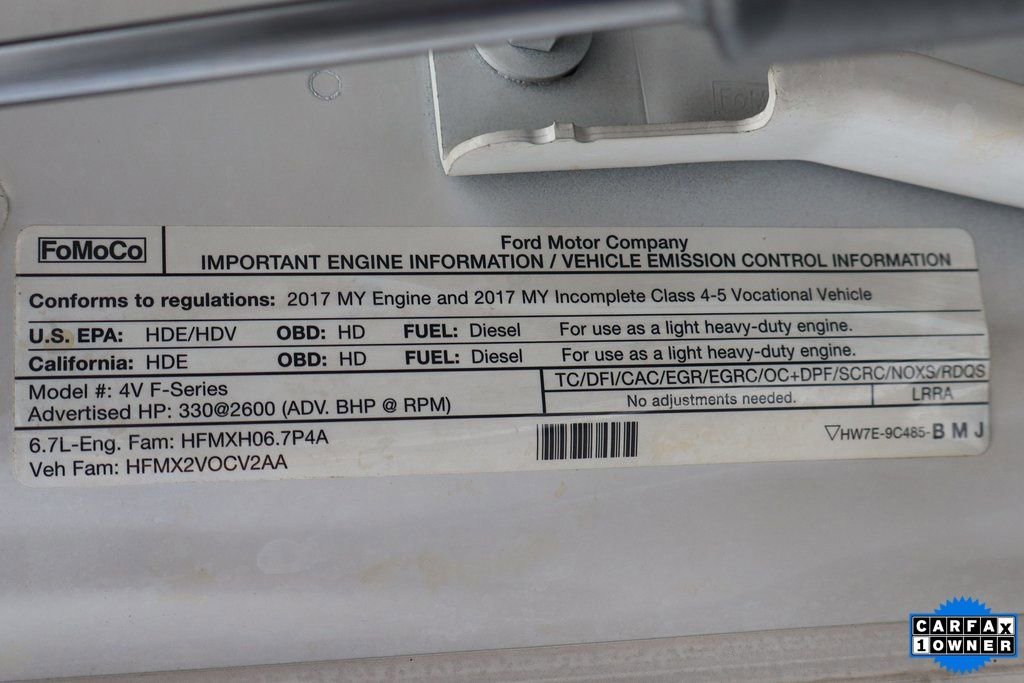 FoMoCo
Ford Motor Company
IMPORTANT ENGINE INFORMATION / VEHICLE EMISSION CONTROL INFORMATION
Conforms to regulations: 2017 MY Engine and 2017 MY Incomplete Class 4-5 Vocational Vehicle
U.S. EPA: HDE/HDV OBD: HD FUEL: Diesel For use as a light heavy-duty engine.
California: HDE OBD: HD FUEL: Diesel For use as a light heavy-duty engine.
Model #: 4V F-Series
Advertised HP: 330@2600 (ADV. BHP @ RPM)
TC/DFI/CAC/EGR/EGRC/OC+DPF/SCRC/NOXS/RDQS
No adjustments needed. LRRA
6.7L-Eng. Fam: HFMXH06.7P4A
Veh Fam: HFMX2VOCV2AA
▽HW7E-9C485-B M J
CARFAX
1 OWNER